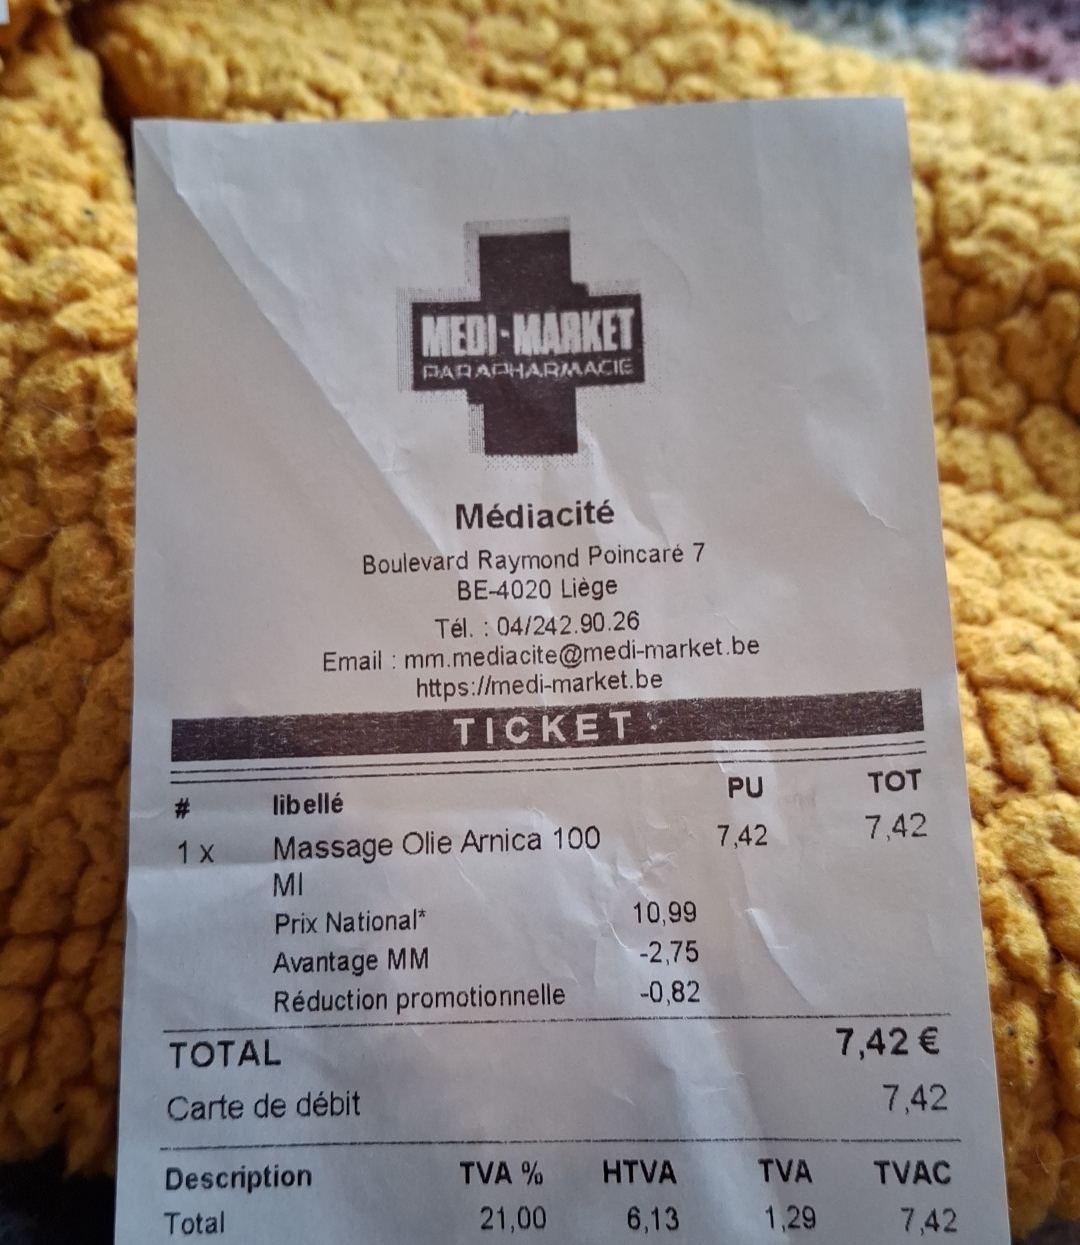 MEDI-MARKET
PARAPHARMACIE
Médiacité
Boulevard Raymond Poincaré 7
BE-4020 Liège
Tél. : 04/242.90.26
Email : mm.mediacite@medi-market.be
https://medi-market.be
TICKET
# libellé PU TOT
1 x Massage Olie Arnica 100 7,42 7,42
Ml
Prix National* 10,99
Avantage MM -2,75
Réduction promotionnelle -0,82
TOTAL 7,42 €
Carte de débit 7,42
Description TVA % HTVA TVA TVAC
Total 21,00 6,13 1,29 7,42